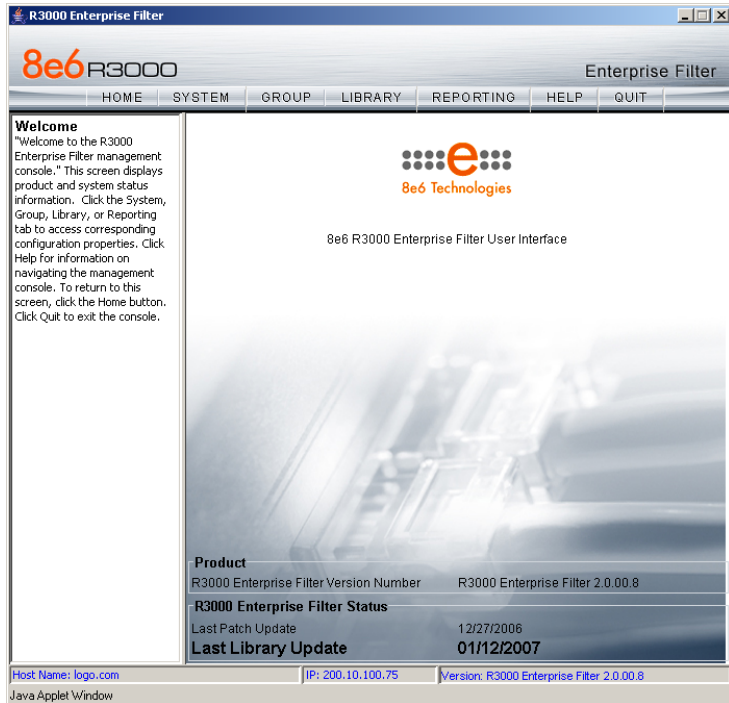 R3000 Enterprise Filter
8e6 R3000
Enterprise Filter
HOME SYSTEM GROUP LIBRARY REPORTING HELP QUIT
Welcome
"Welcome to the R3000
Enterprise Filter management
console." This screen displays
product and system status
information. Click the System,
Group, Library, or Reporting
tab to access corresponding
configuration properties. Click
Help for information on
navigating the management
console. To return to this
screen, click the Home button.
Click Quit to exit the console.
e
8e6 Technologies
8e6 R3000 Enterprise Filter User Interface
Product
R3000 Enterprise Filter Version Number R3000 Enterprise Filter 2.0.00.8
R3000 Enterprise Filter Status
Last Patch Update 12/27/2006
Last Library Update 01/12/2007
Host Name: logo.com IP: 200.10.100.75 Version: R3000 Enterprise Filter 2.0.00.8
Java Applet Window